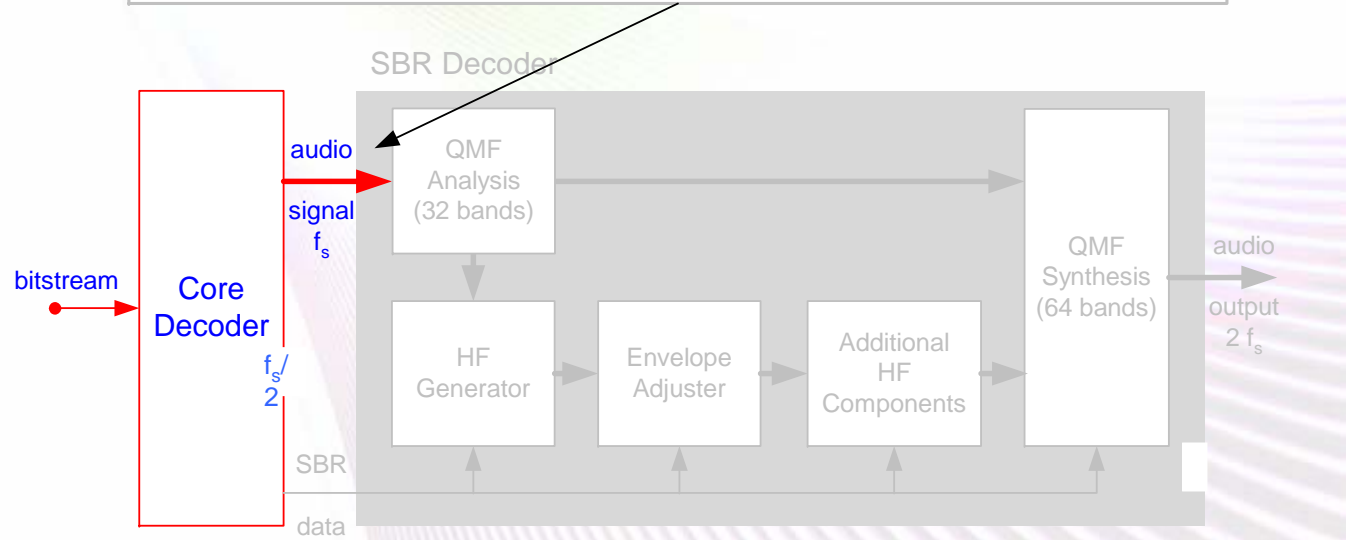 SBR Decoder
audio
signal
fs
bitstream
Core
Decoder
fs/
2
QMF
Analysis
(32 bands)
HF
Generator
Envelope
Adjuster
Additional
HF
Components
QMF
Synthesis
(64 bands)
audio
output
2 fs
SBR
data